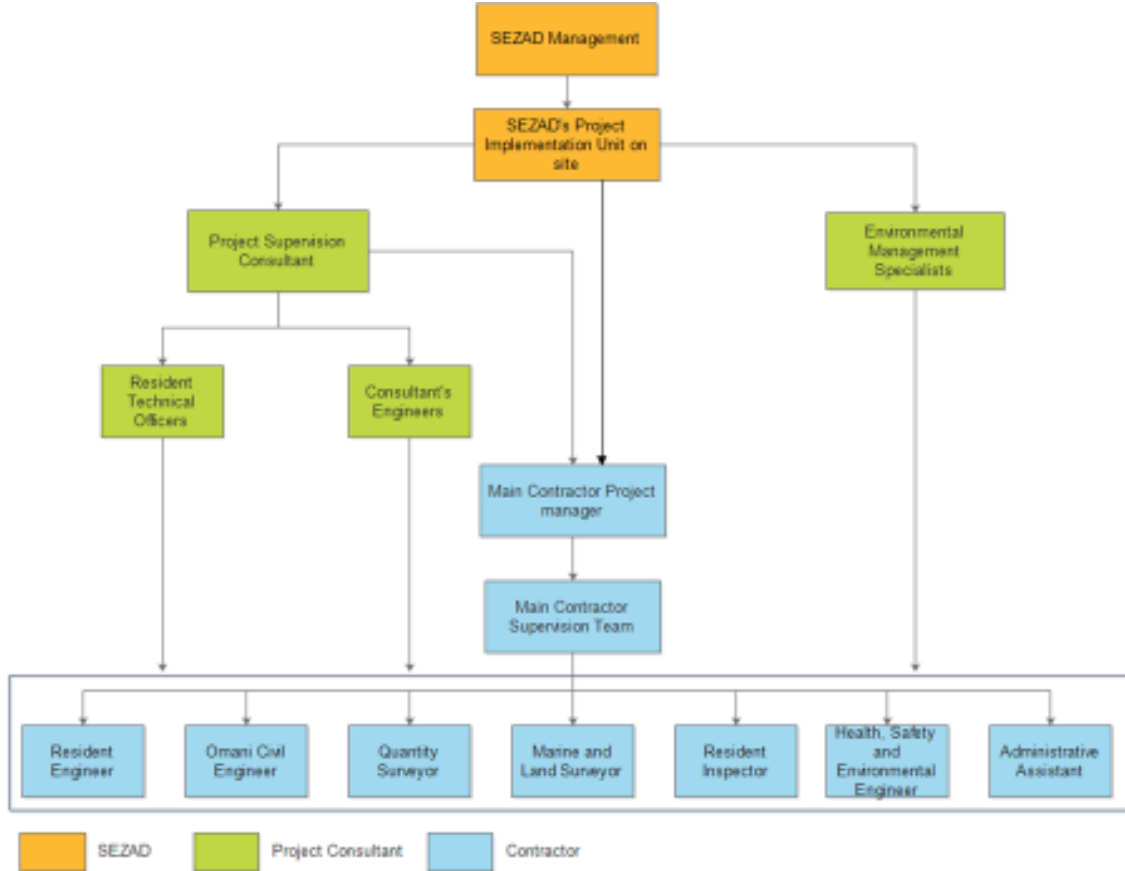 SEZAD Management
SEZAD's Project
Implementation Unit on
site
Project Supervision
Consultant
Environmental
Management
Specialists
Resident
Technical
Officers
Consultant's
Engineers
Main Contractor Project
manager
Main Contractor
Supervision Team
Resident
Engineer
Omani Civil
Engineer
Quantity
Surveyor
Marine and
Land Surveyor
Resident
Inspector
Health, Safety
and
Environmental
Engineer
Administrative
Assistant
SEZAD
Project Consultant
Contractor